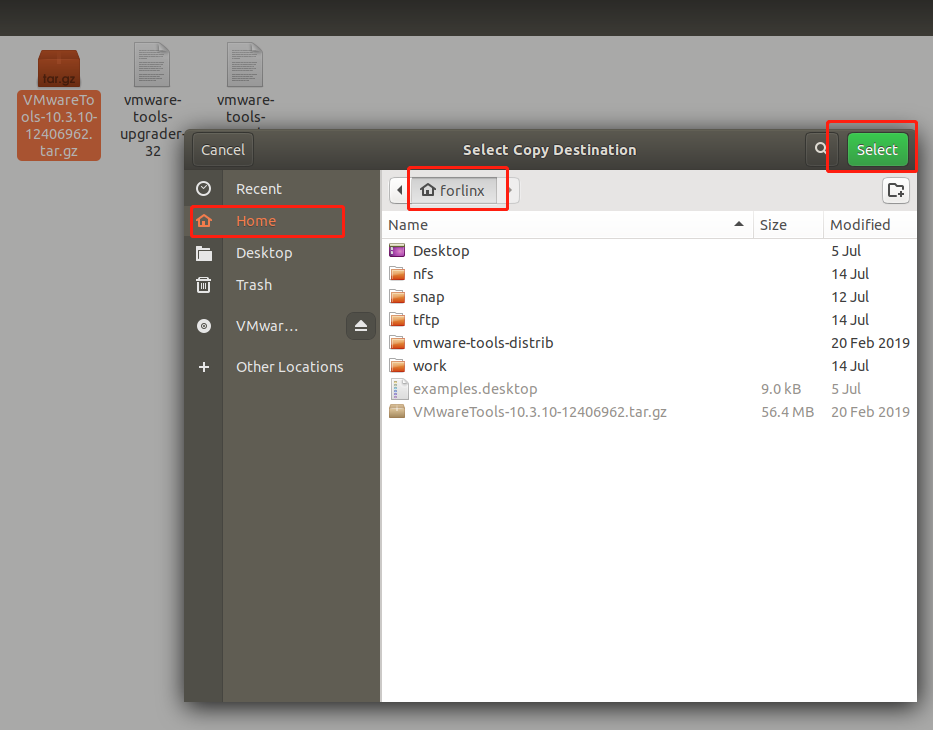 tar.gz
VMwareTo
ols-10.3.10-
12406962.
tar.gz
vmware-
tools-
upgrader-
32
vmware-
tools-
Cancel
Select Copy Destination
Select
Recent
Home
Desktop
Trash
VMwar...
Other Locations
forlinx
Name Size Modified
Desktop 5 Jul
nfs 14 Jul
snap 12 Jul
tftp 14 Jul
vmware-tools-distrib 20 Feb 2019
work 14 Jul
examples.desktop 9.0 kB 5 Jul
VMwareTools-10.3.10-12406962.tar.gz 56.4 MB 20 Feb 2019